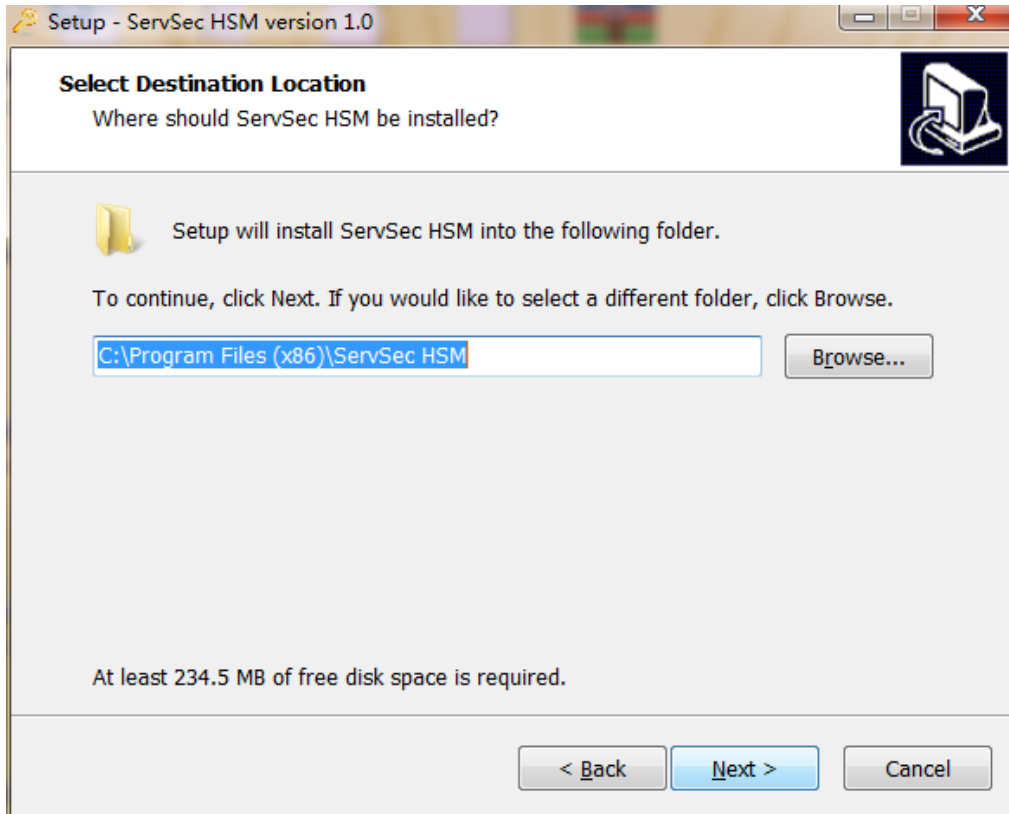 Setup - ServSec HSM version 1.0
Select Destination Location
Where should ServSec HSM be installed?
Setup will install ServSec HSM into the following folder.
To continue, click Next. If you would like to select a different folder, click Browse.
C:\Program Files (x86)\ServSec HSM
Browse...
At least 234.5 MB of free disk space is required.
< Back
Next >
Cancel